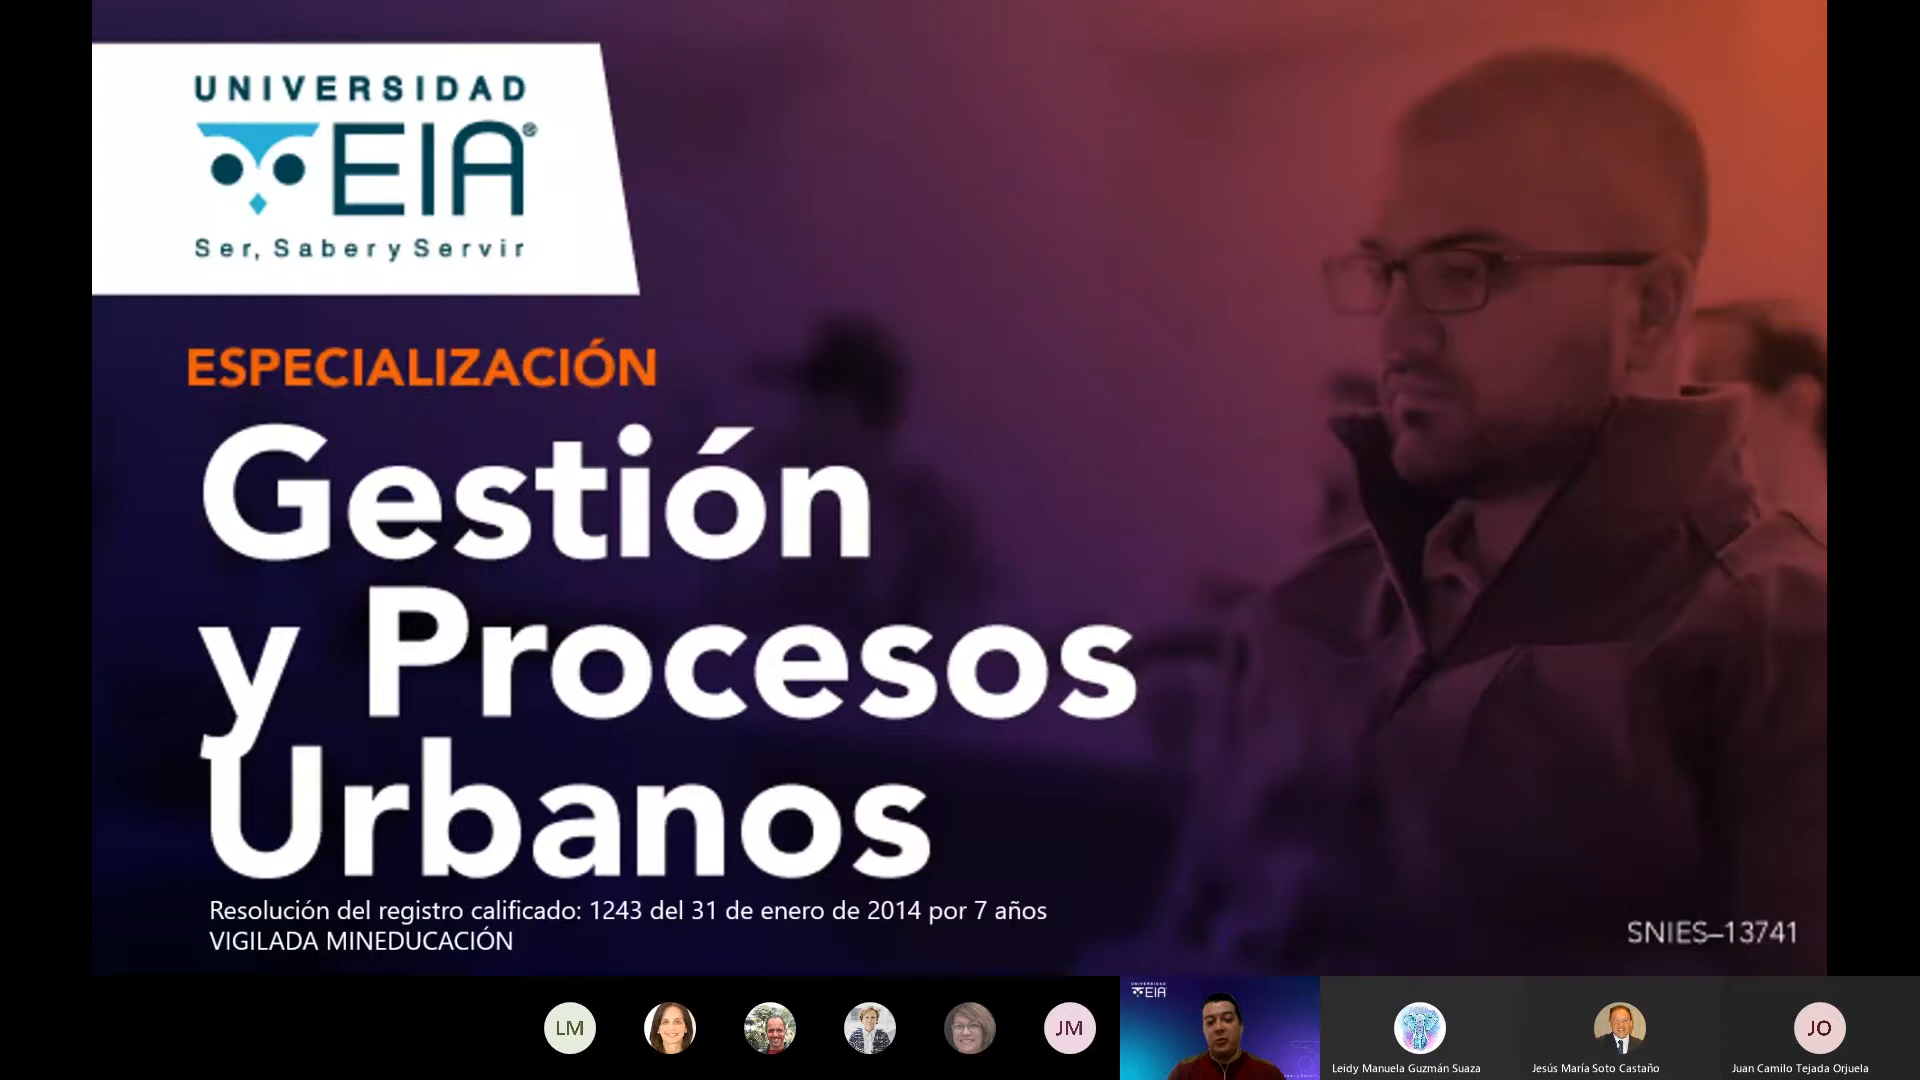 UNIVERSIDAD
EIA®
Ser, Saber y Servir
ESPECIALIZACIÓN
Gestión
y Procesos
Urbanos
Resolución del registro calificado: 1243 del 31 de enero de 2014 por 7 años
VIGILADA MINEDUCACIÓN
SNIES–13741
LM
JM
UNIVERSIDAD
EIA
JO
Leidy Manuela Guzmán Suaza
Jesús María Soto Castaño
Juan Camilo Tejada Orjuela